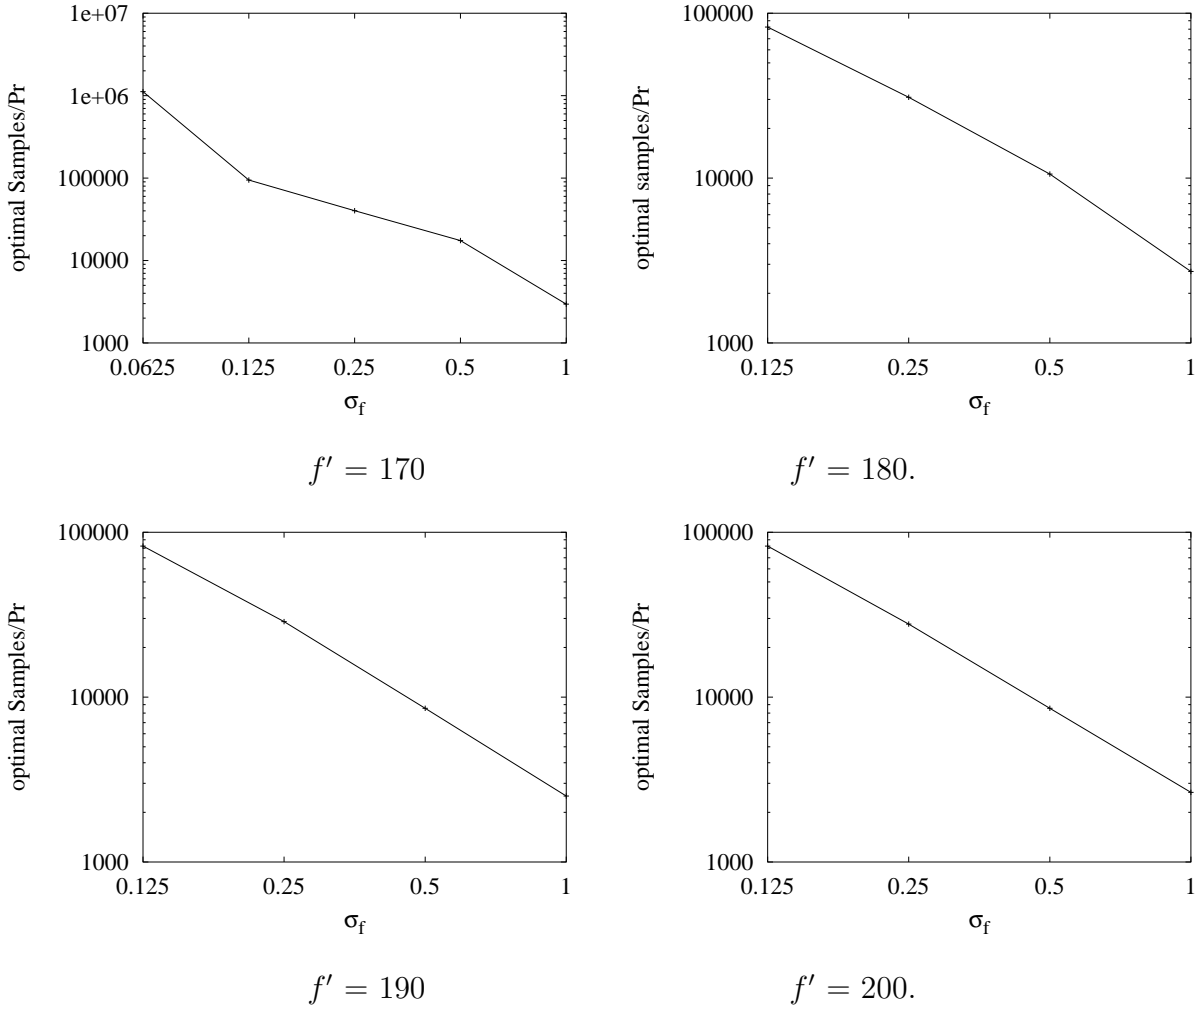 1e+07
1e+06
100000
10000
1000
optimal Samples/Pr
0.0625 0.125 0.25 0.5 1
σf
f′ = 170
100000
10000
1000
optimal samples/Pr
0.125 0.25 0.5 1
σf
f′ = 180.
100000
10000
1000
optimal Samples/Pr
0.125 0.25 0.5 1
σf
f′ = 190
100000
10000
1000
optimal Samples/Pr
0.125 0.25 0.5 1
σf
f′ = 200.